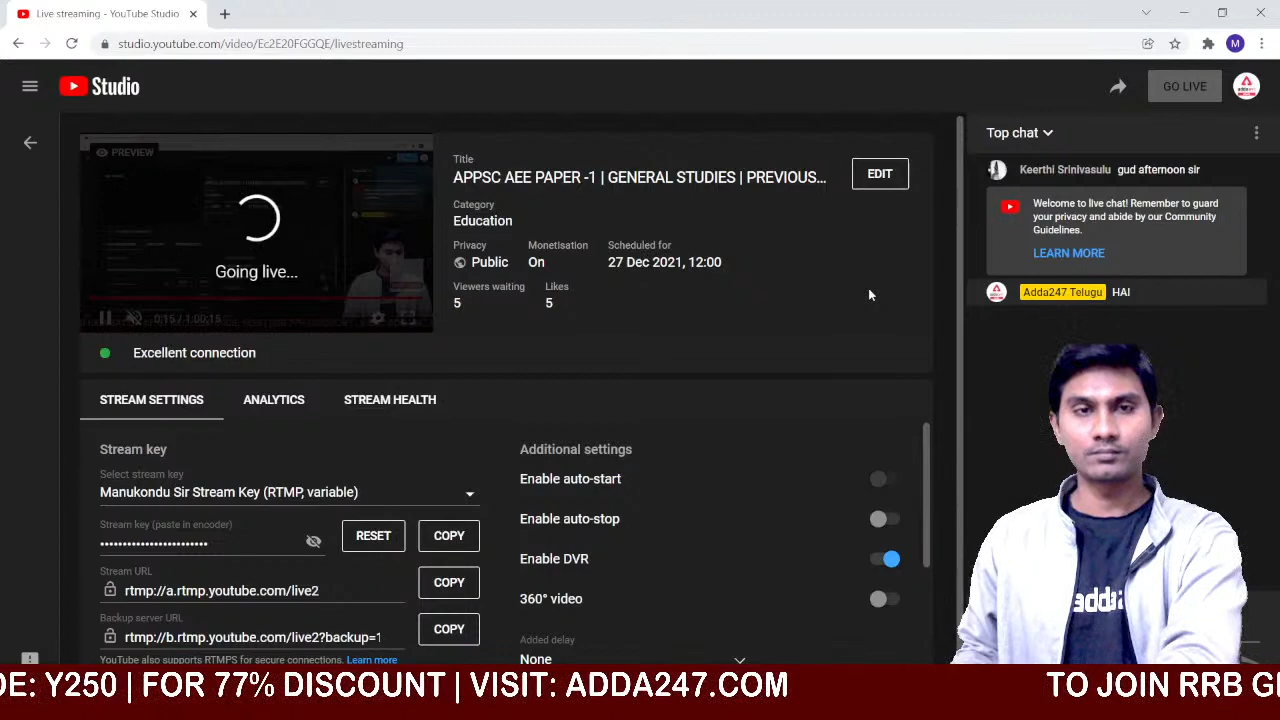 Live streaming - YouTube Studio
studio.youtube.com/video/Ec2E20FGGQE/livestreaming
M
Studio
GO LIVE
PREVIEW
Going live...
0:15 / 1:00:15
Excellent connection
Title
APPSC AEE PAPER -1 | GENERAL STUDIES | PREVIOUS...
EDIT
Category
Education
Privacy
Monetisation
Scheduled for
Public
On
27 Dec 2021, 12:00
Viewers waiting
Likes
5
5
Top chat
Keerthi Srinivasulu gud afternoon sir
Welcome to live chat! Remember to guard
your privacy and abide by our Community
Guidelines.
LEARN MORE
Adda247 Telugu HAI
STREAM SETTINGS
ANALYTICS
STREAM HEALTH
Stream key
Select stream key
Manukondu Sir Stream Key (RTMP, variable)
Stream key (paste in encoder)
RESET
COPY
Stream URL
rtmp://a.rtmp.youtube.com/live2
COPY
Backup server URL
rtmp://b.rtmp.youtube.com/live2?backup=1
COPY
YouTube also supports RTMPS for secure connections. Learn more
Additional settings
Enable auto-start
Enable auto-stop
Enable DVR
360° video
Added delay
None
adda
DE: Y250 | FOR 77% DISCOUNT | VISIT: ADDA247.COM
TO JOIN RRB G